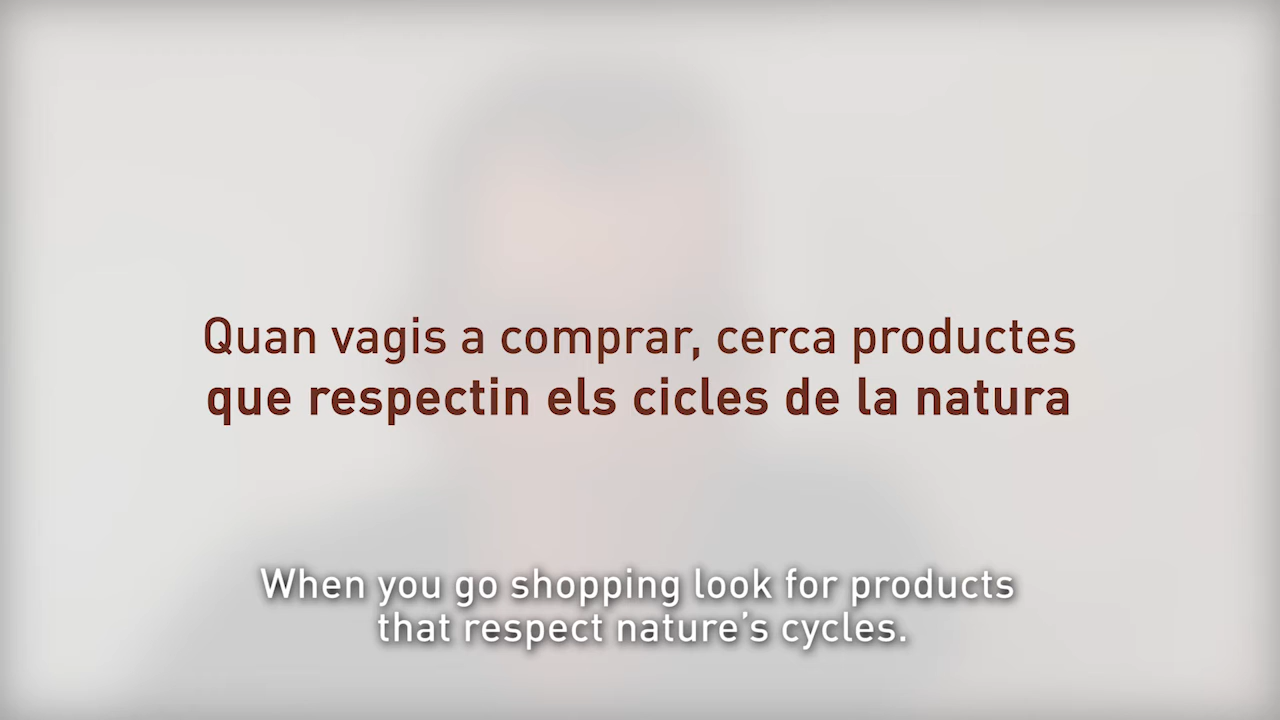 Quan vagis a comprar, cerca productes
que respectin els cicles de la natura
When you go shopping look for products
that respect nature's cycles.